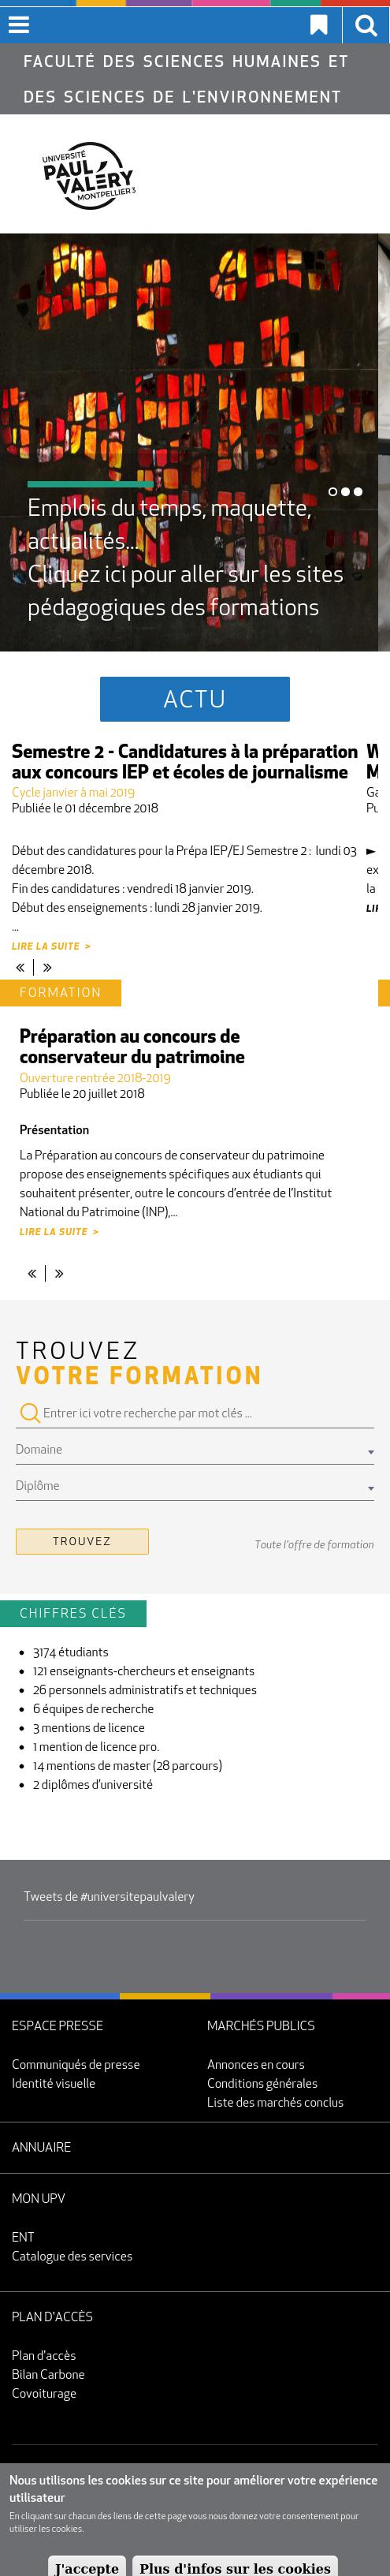 FACULTÉ DES SCIENCES HUMAINES ET
DES SCIENCES DE L'ENVIRONNEMENT
UNIVERSITÉ
PAUL
VALÉRY
MONTPELLIER 3
Emplois du temps, maquette,
actualités...
Cliquez ici pour aller sur les sites
pédagogiques des formations
ACTU
Semestre 2 - Candidatures à la préparation
aux concours IEP et écoles de journalisme
Cycle janvier à mai 2019
Publiée le 01 décembre 2018
Début des candidatures pour la Prépa IEP/EJ Semestre 2 : lundi 03
décembre 2018.
Fin des candidatures : vendredi 18 janvier 2019.
Début des enseignements : lundi 28 janvier 2019.
...
LIRE LA SUITE >
la
FORMATION
Préparation au concours de
conservateur du patrimoine
Ouverture rentrée 2018-2019
Publiée le 20 juillet 2018
Présentation
La Préparation au concours de conservateur du patrimoine
propose des enseignements spécifiques aux étudiants qui
souhaitent présenter, outre le concours d’entrée de l’Institut
National du Patrimoine (INP),...
LIRE LA SUITE >
TROUVEZ
VOTRE FORMATION
Entrer ici votre recherche par mot clés ...
Domaine
Diplôme
TROUVEZ
Toute l'offre de formation
CHIFFRES CLÉS
3174 étudiants
121 enseignants-chercheurs et enseignants
26 personnels administratifs et techniques
6 équipes de recherche
3 mentions de licence
1 mention de licence pro.
14 mentions de master (28 parcours)
2 diplômes d'université
Tweets de #universitepaulvalery
ESPACE PRESSE
Communiqués de presse
Identité visuelle
MARCHÉS PUBLICS
Annonces en cours
Conditions générales
Liste des marchés conclus
ANNUAIRE
MON UPV
ENT
Catalogue des services
PLAN D'ACCÈS
Plan d'accès
Bilan Carbone
Covoiturage
Nous utilisons les cookies sur ce site pour améliorer votre expérience
utilisateur
En cliquant sur chacun des liens de cette page vous nous donnez votre consentement pour
utiliser les cookies.
J'accepte
Plus d'infos sur les cookies